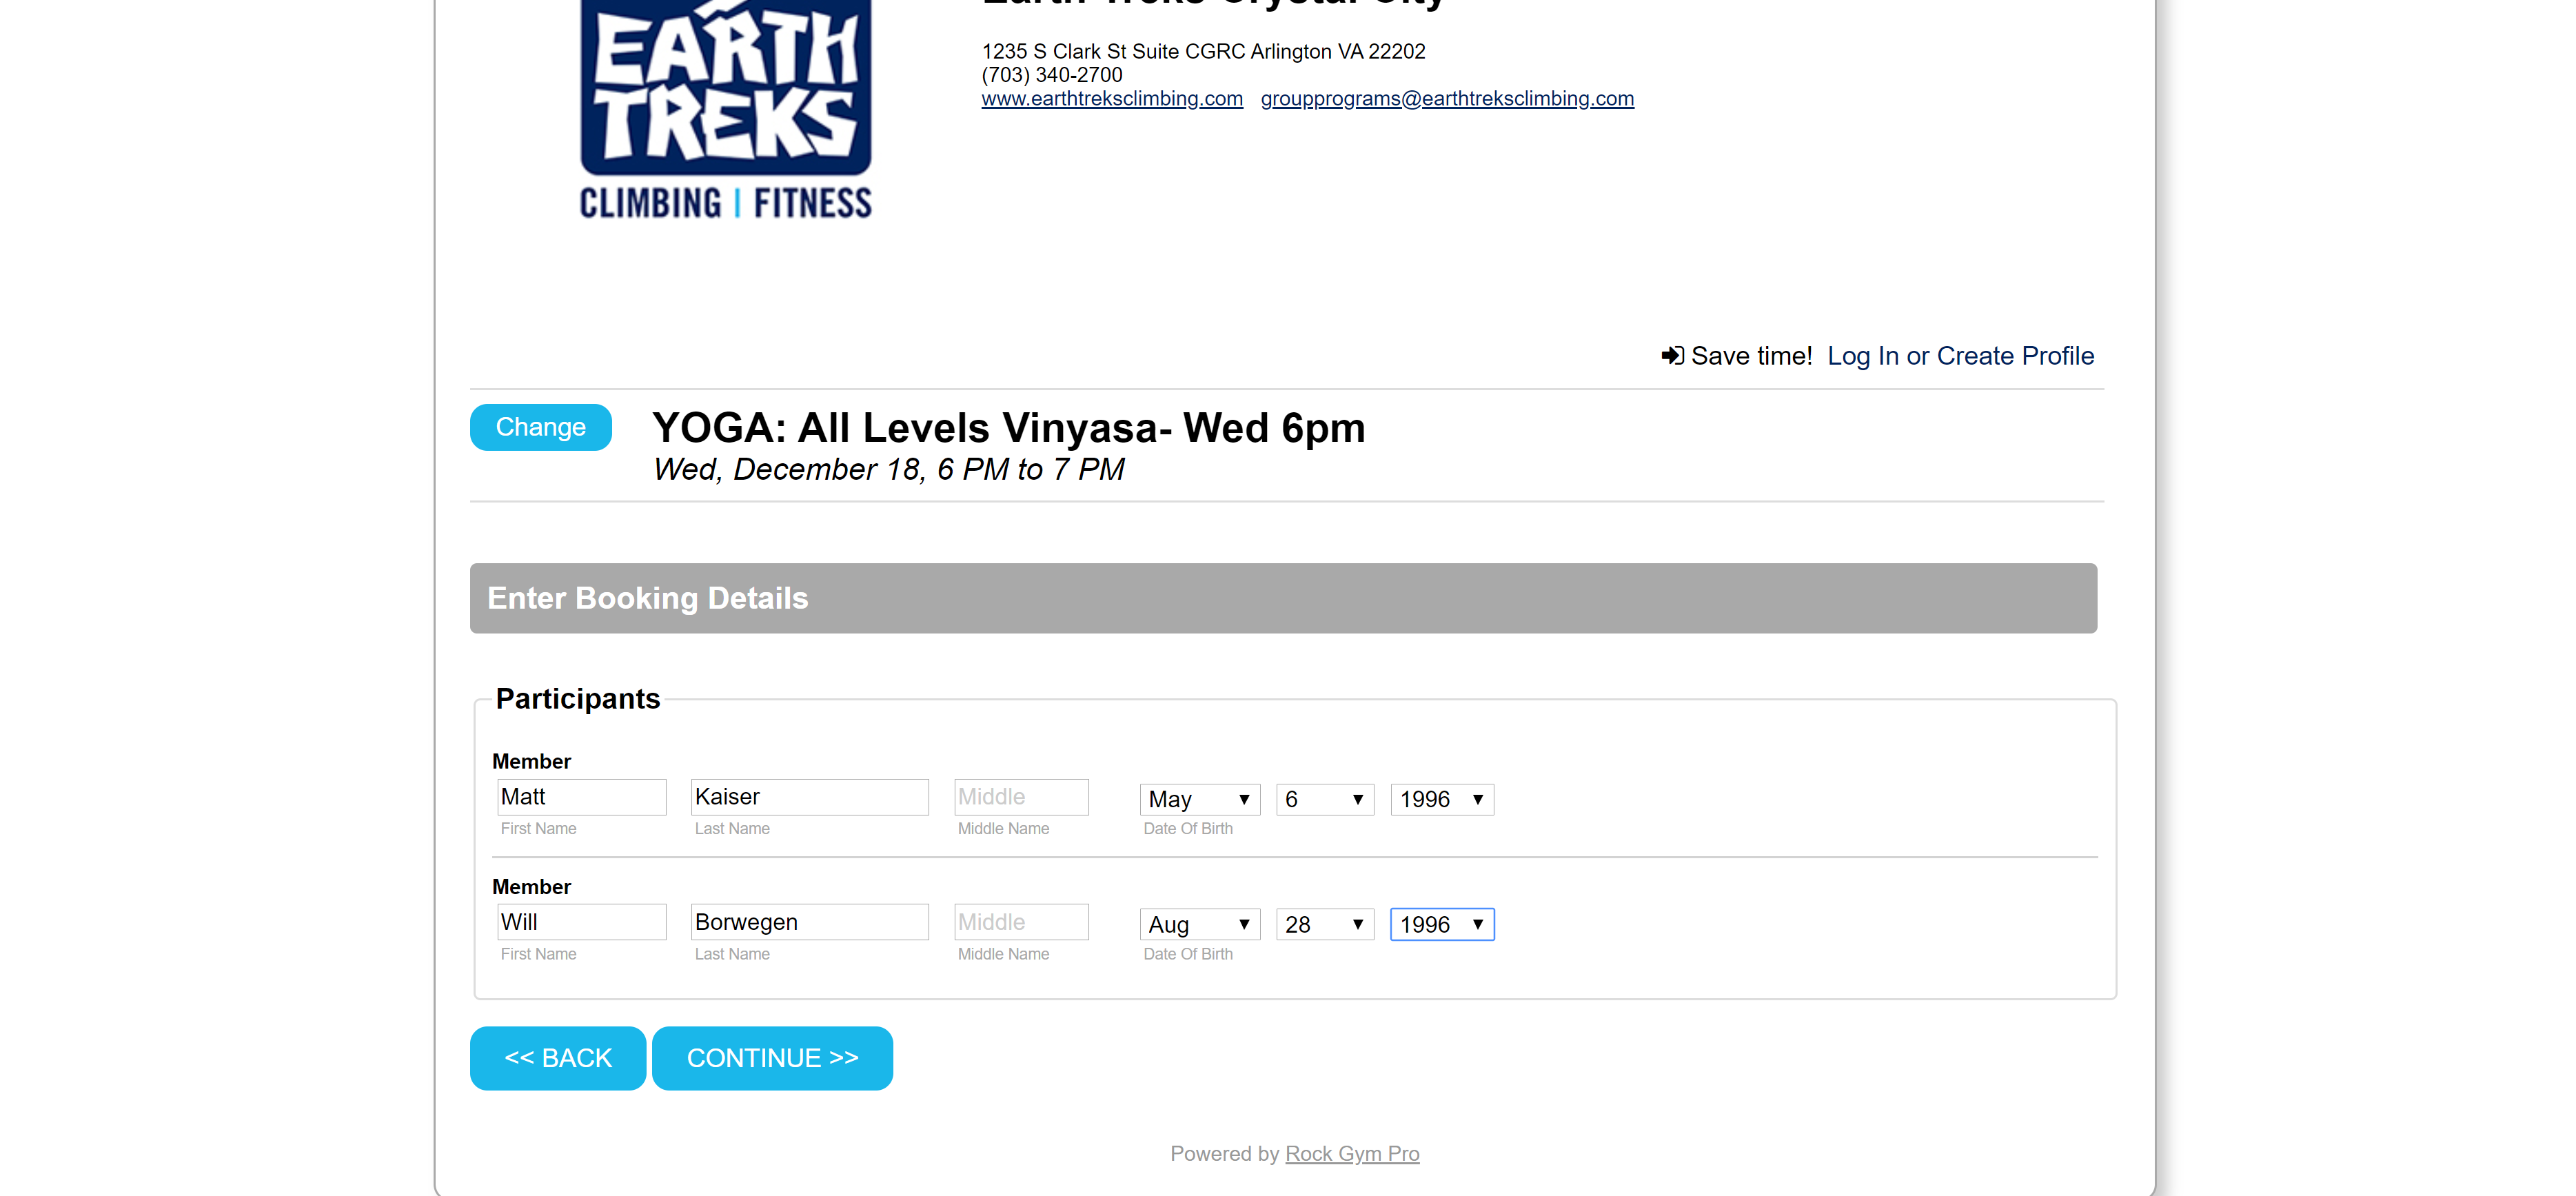 Earth Treks Crystal City
EARTH
TREKS
CLIMBING | FITNESS
1235 S Clark St Suite CGRC Arlington VA 22202
(703) 340-2700
www.earthtreksclimbing.com groupprograms@earthtreksclimbing.com
Save time! Log In or Create Profile
Change
YOGA: All Levels Vinyasa- Wed 6pm
Wed, December 18, 6 PM to 7 PM
Enter Booking Details
Participants
Member
Matt Kaiser Middle May 6 1996
First Name Last Name Middle Name Date Of Birth
Member
Will Borwegen Middle Aug 28 1996
First Name Last Name Middle Name Date Of Birth
<< BACK CONTINUE >>
Powered by Rock Gym Pro